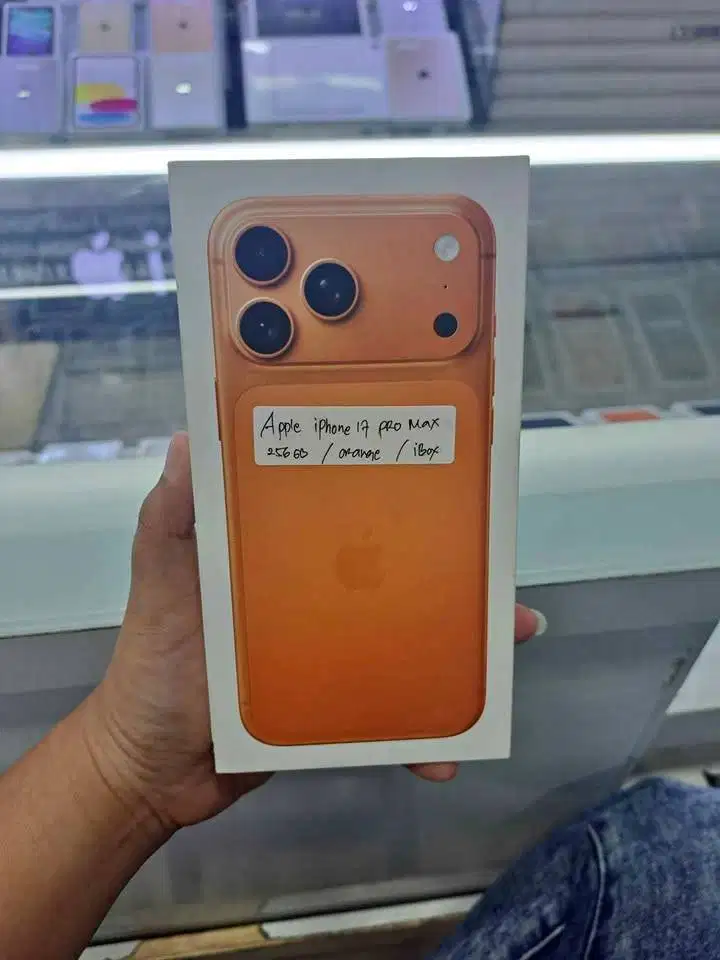 Apple iPhone 17 PRO Max
256 GB / orange / iBox